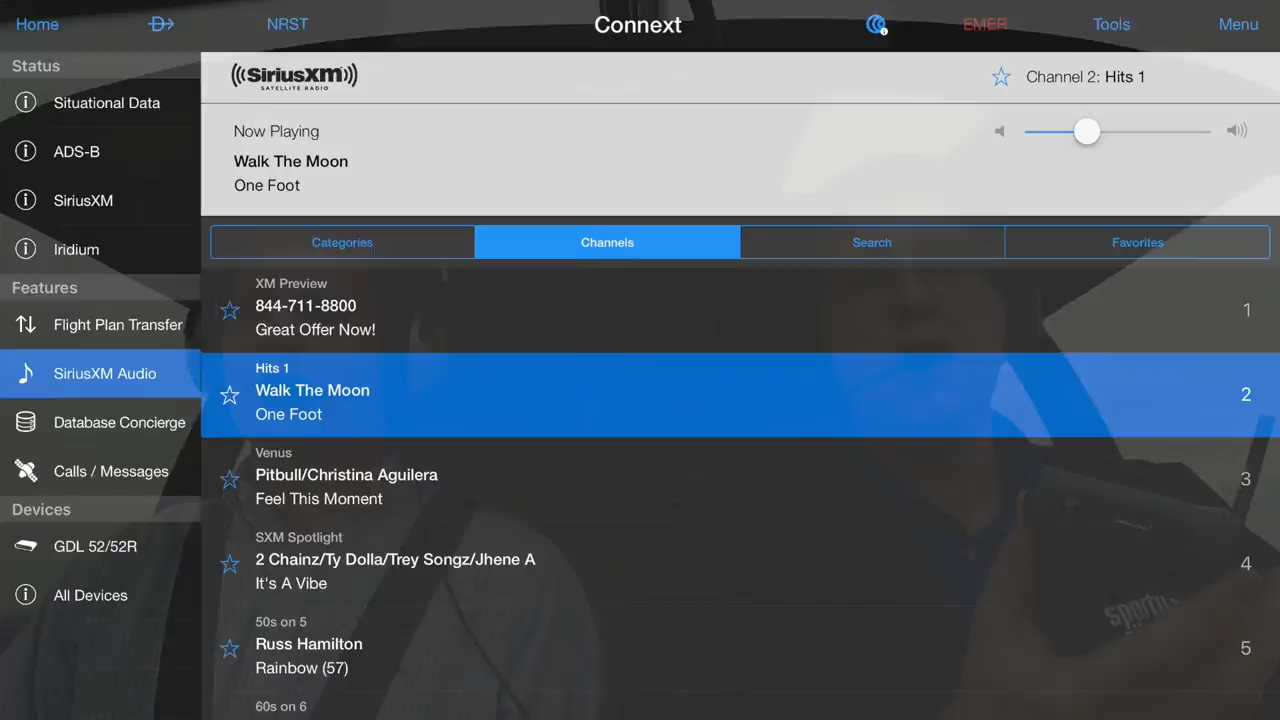 Home
NRST
Connext
EMER
Tools
Menu
Status
Situational Data
ADS-B
SiriusXM
Iridium
Features
Flight Plan Transfer
SiriusXM Audio
Database Concierge
Calls / Messages
Devices
GDL 52/52R
All Devices
((SiriusXM))
SATELLITE RADIO
Channel 2: Hits 1
Now Playing
Walk The Moon
One Foot
Categories
Channels
Search
Favorites
XM Preview
844-711-8800
Great Offer Now!
1
Hits 1
Walk The Moon
One Foot
2
Venus
Pitbull/Christina Aguilera
Feel This Moment
3
SXM Spotlight
2 Chainz/Ty Dolla/Trey Songz/Jhene A
It's A Vibe
4
50s on 5
Russ Hamilton
Rainbow (57)
5
60s on 6